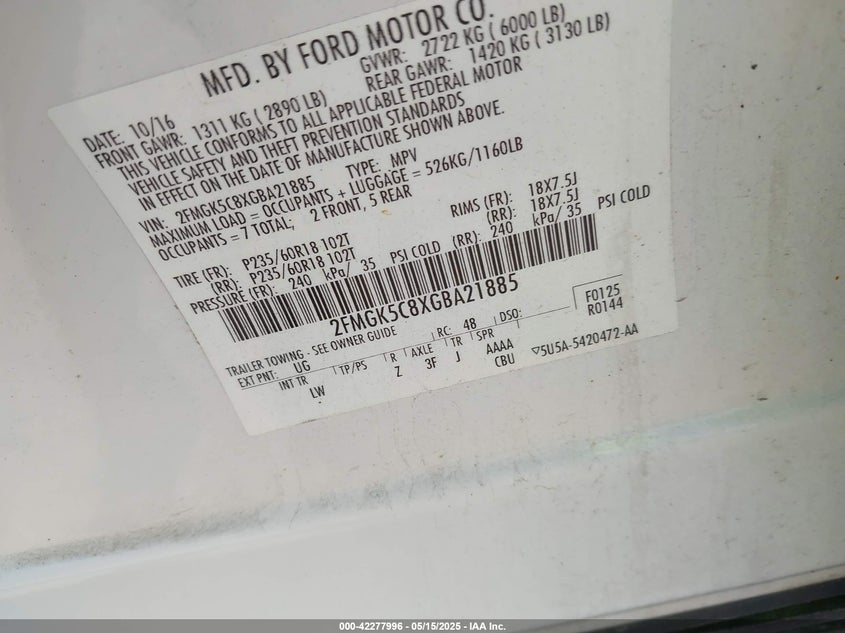 MFD. BY FORD MOTOR CO.
DATE: 10/16 GVWR: 2722 KG ( 6000 LB)
FRONT GAWR: 1311 KG ( 2890 LB) REAR GAWR: 1420 KG ( 3130 LB)
THIS VEHICLE CONFORMS TO ALL APPLICABLE FEDERAL MOTOR
VEHICLE SAFETY AND THEFT PREVENTION STANDARDS
IN EFFECT ON THE DATE OF MANUFACTURE SHOWN ABOVE.
VIN: 2FMGK5C8XGBA21885 TYPE: MPV
MAXIMUM LOAD = OCCUPANTS + LUGGAGE = 526KG/1160LB
OCCUPANTS = 7 TOTAL; 2 FRONT, 5 REAR
TIRE (FR): P235/60R18 102T RIMS (FR): 18X7.5J
(RR): P235/60R18 102T (RR): 18X7.5J
PRESSURE (FR): 240 kPa/ 35 PSI COLD (RR): 240 kPa/ 35 PSI COLD
2FMGK5C8XGBA21885
TRAILER TOWING - SEE OWNER GUIDE
EXT PNT: UG RC: 48 DSO: F0125
R0144
INT TR TP/PS R AXLE TR SPR
LW Z 3F J AAAA
CBU ▽5U5A-5420472-AA
000-42277996 - 05/15/2025 - IAA Inc.